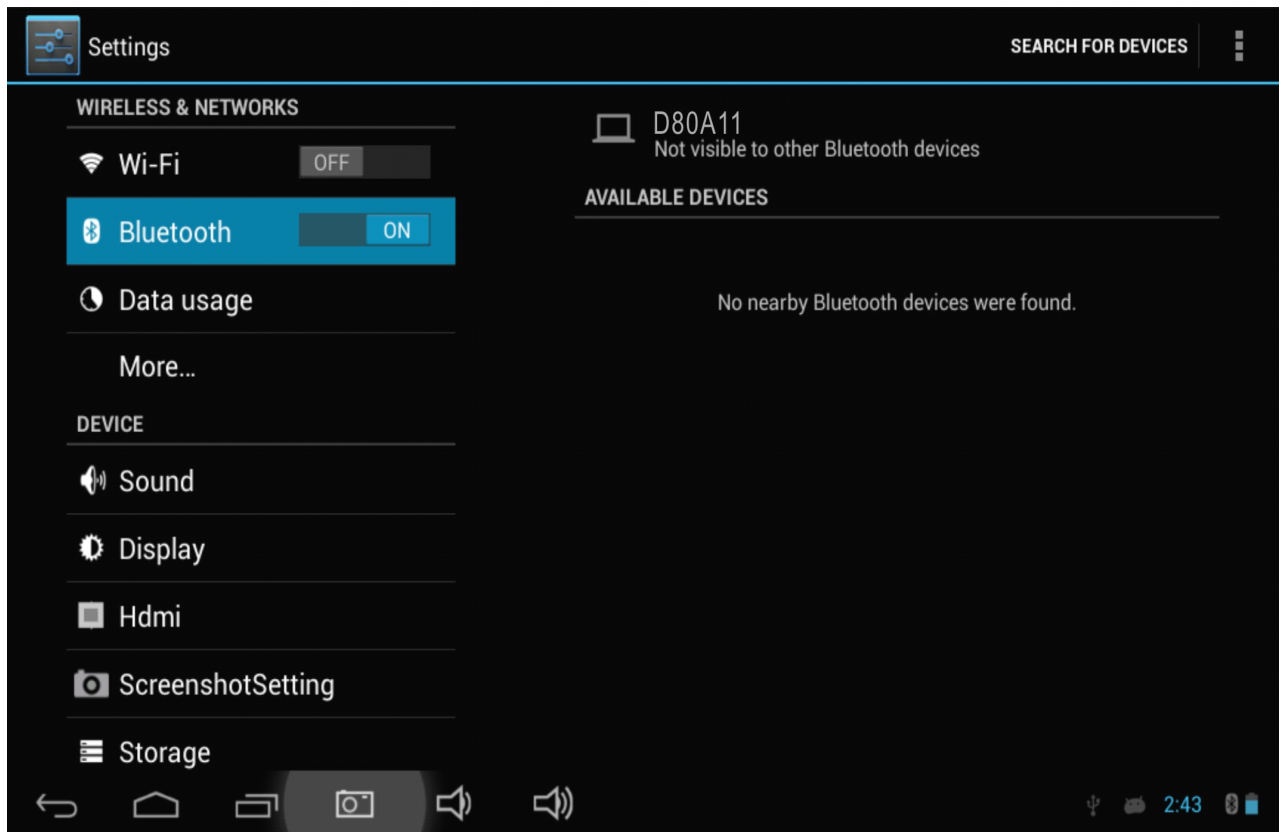 Settings
SEARCH FOR DEVICES
WIRELESS & NETWORKS
Wi-Fi OFF
Bluetooth ON
Data usage
More...
DEVICE
Sound
Display
Hdmi
ScreenshotSetting
Storage
D80A11
Not visible to other Bluetooth devices
AVAILABLE DEVICES
No nearby Bluetooth devices were found.
2:43